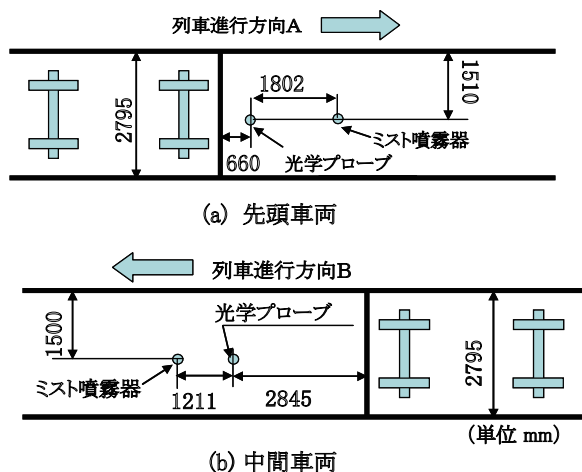 列車進行方向A
1802
1510
2795
660
ミスト噴霧器
光学プローブ
(a) 先頭車両
列車進行方向B
光学プローブ
1500
ミスト噴霧器
1211
2845
2795
(単位 mm)
(b) 中間車両